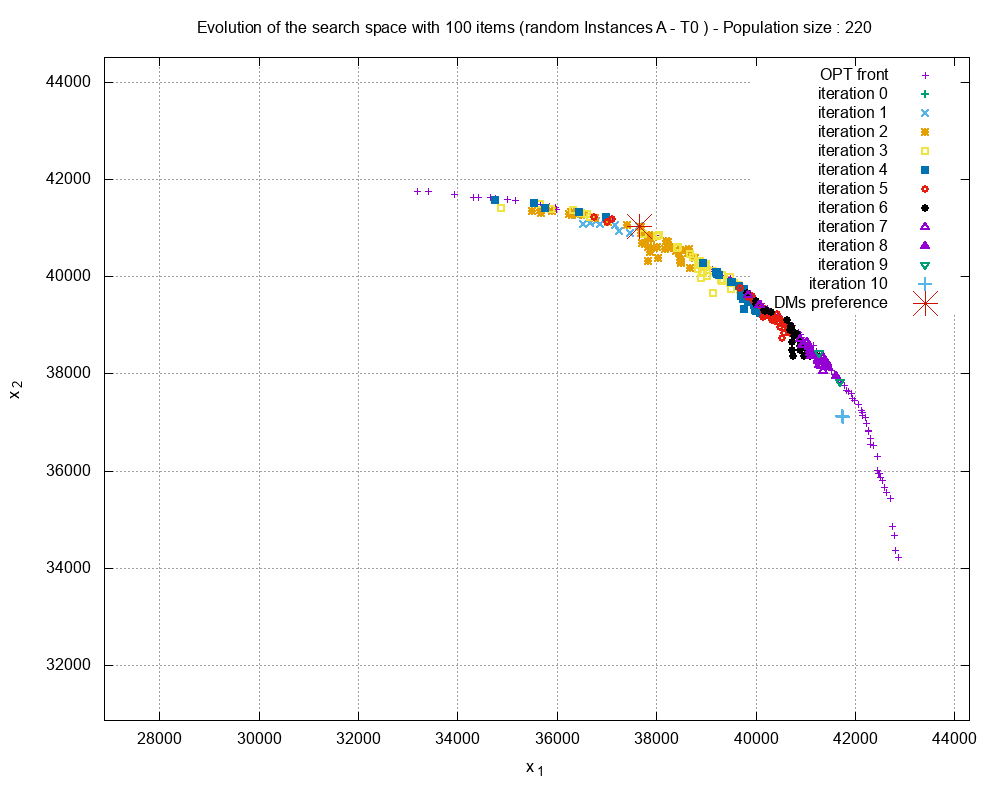 Evolution of the search space with 100 items (random Instances A - T0 ) - Population size : 220
44000
42000
40000
38000
36000
34000
32000
x 2
OPT front
iteration 0
iteration 1
iteration 2
iteration 3
iteration 4
iteration 5
iteration 6
iteration 7
iteration 8
iteration 9
iteration 10
DMs preference
28000 30000 32000 34000 36000 38000 40000 42000 44000
x 1